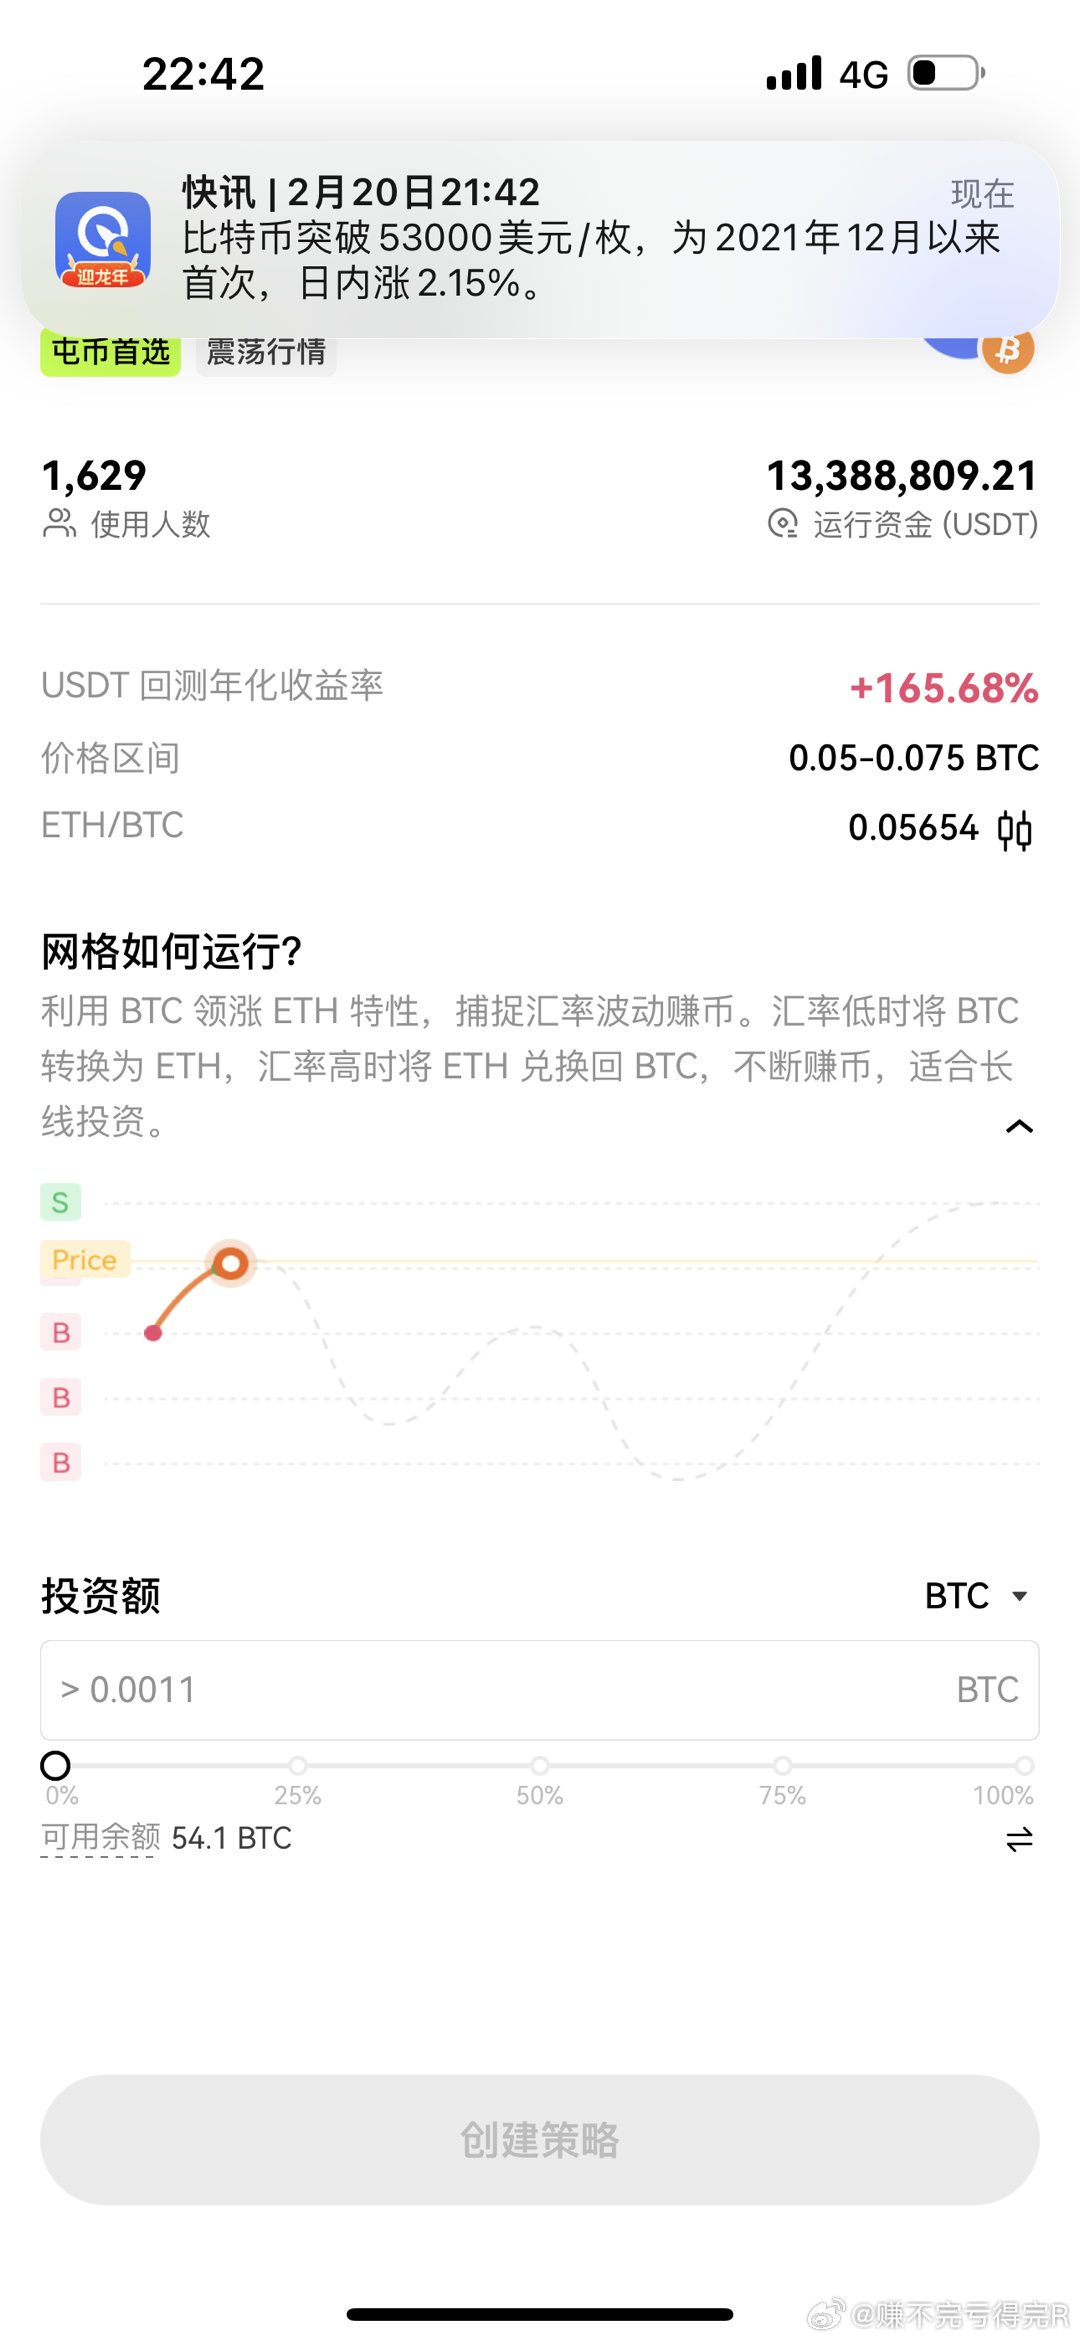 22:42
4G
快讯 | 2月20日21:42
现在
比特币突破53000美元/枚，为2021年12月以来
首次，日内涨2.15%。
迎龙年
屯币首选
震荡行情
1,629
13,388,809.21
使用人数
运行资金 (USDT)
USDT 回测年化收益率
+165.68%
价格区间
0.05-0.075 BTC
ETH/BTC
0.05654
网格如何运行?
利用 BTC 领涨 ETH 特性，捕捉汇率波动赚币。汇率低时将 BTC
转换为 ETH，汇率高时将 ETH 兑换回 BTC，不断赚币，适合长
线投资。
S
Price
B
B
B
投资额
BTC
> 0.0011
BTC
0%
25%
50%
75%
100%
可用余额 54.1 BTC
创建策略
@赚不完亏得完R